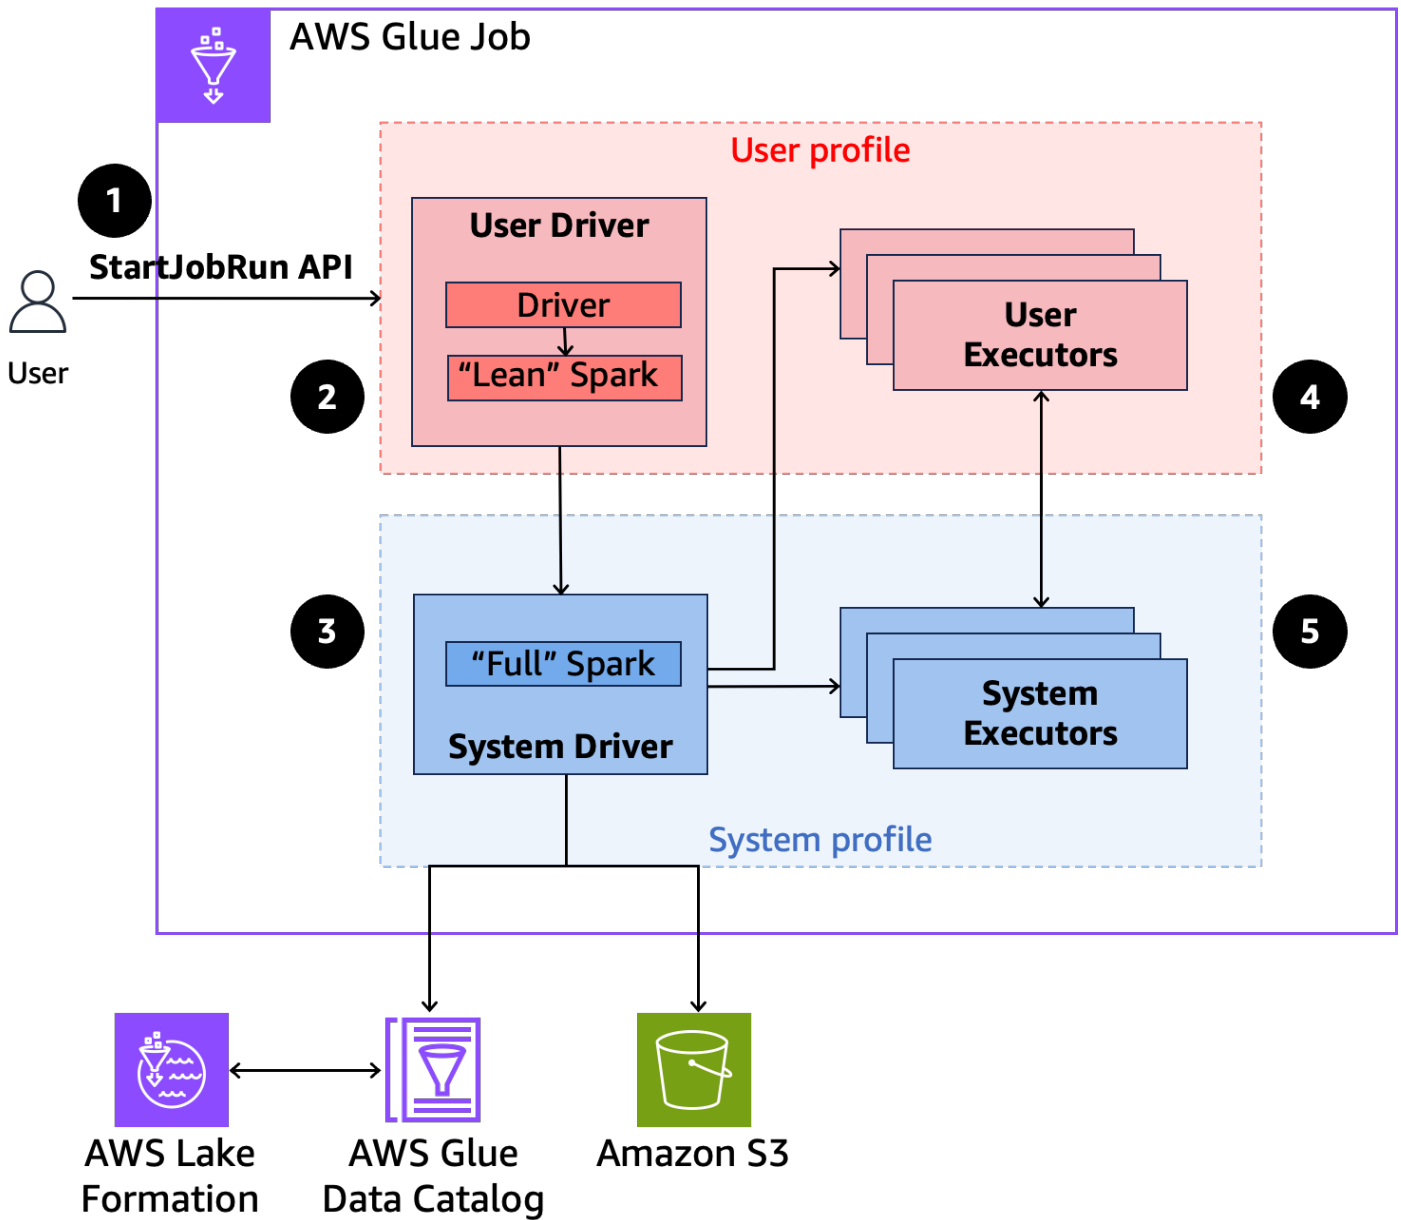 AWS Glue Job
User profile
1
StartJobRun API
User
2
User Driver
Driver
“Lean” Spark
User
Executors
4
3
“Full” Spark
System Driver
System
Executors
5
System profile
AWS Lake
Formation
AWS Glue
Data Catalog
Amazon S3